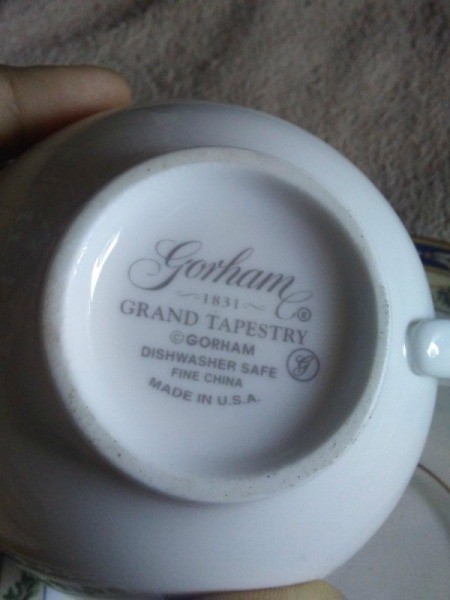 Gorham Co®
~1831~
GRAND TAPESTRY
©GORHAM
DISHWASHER SAFE
FINE CHINA
MADE IN U.S.A.
G